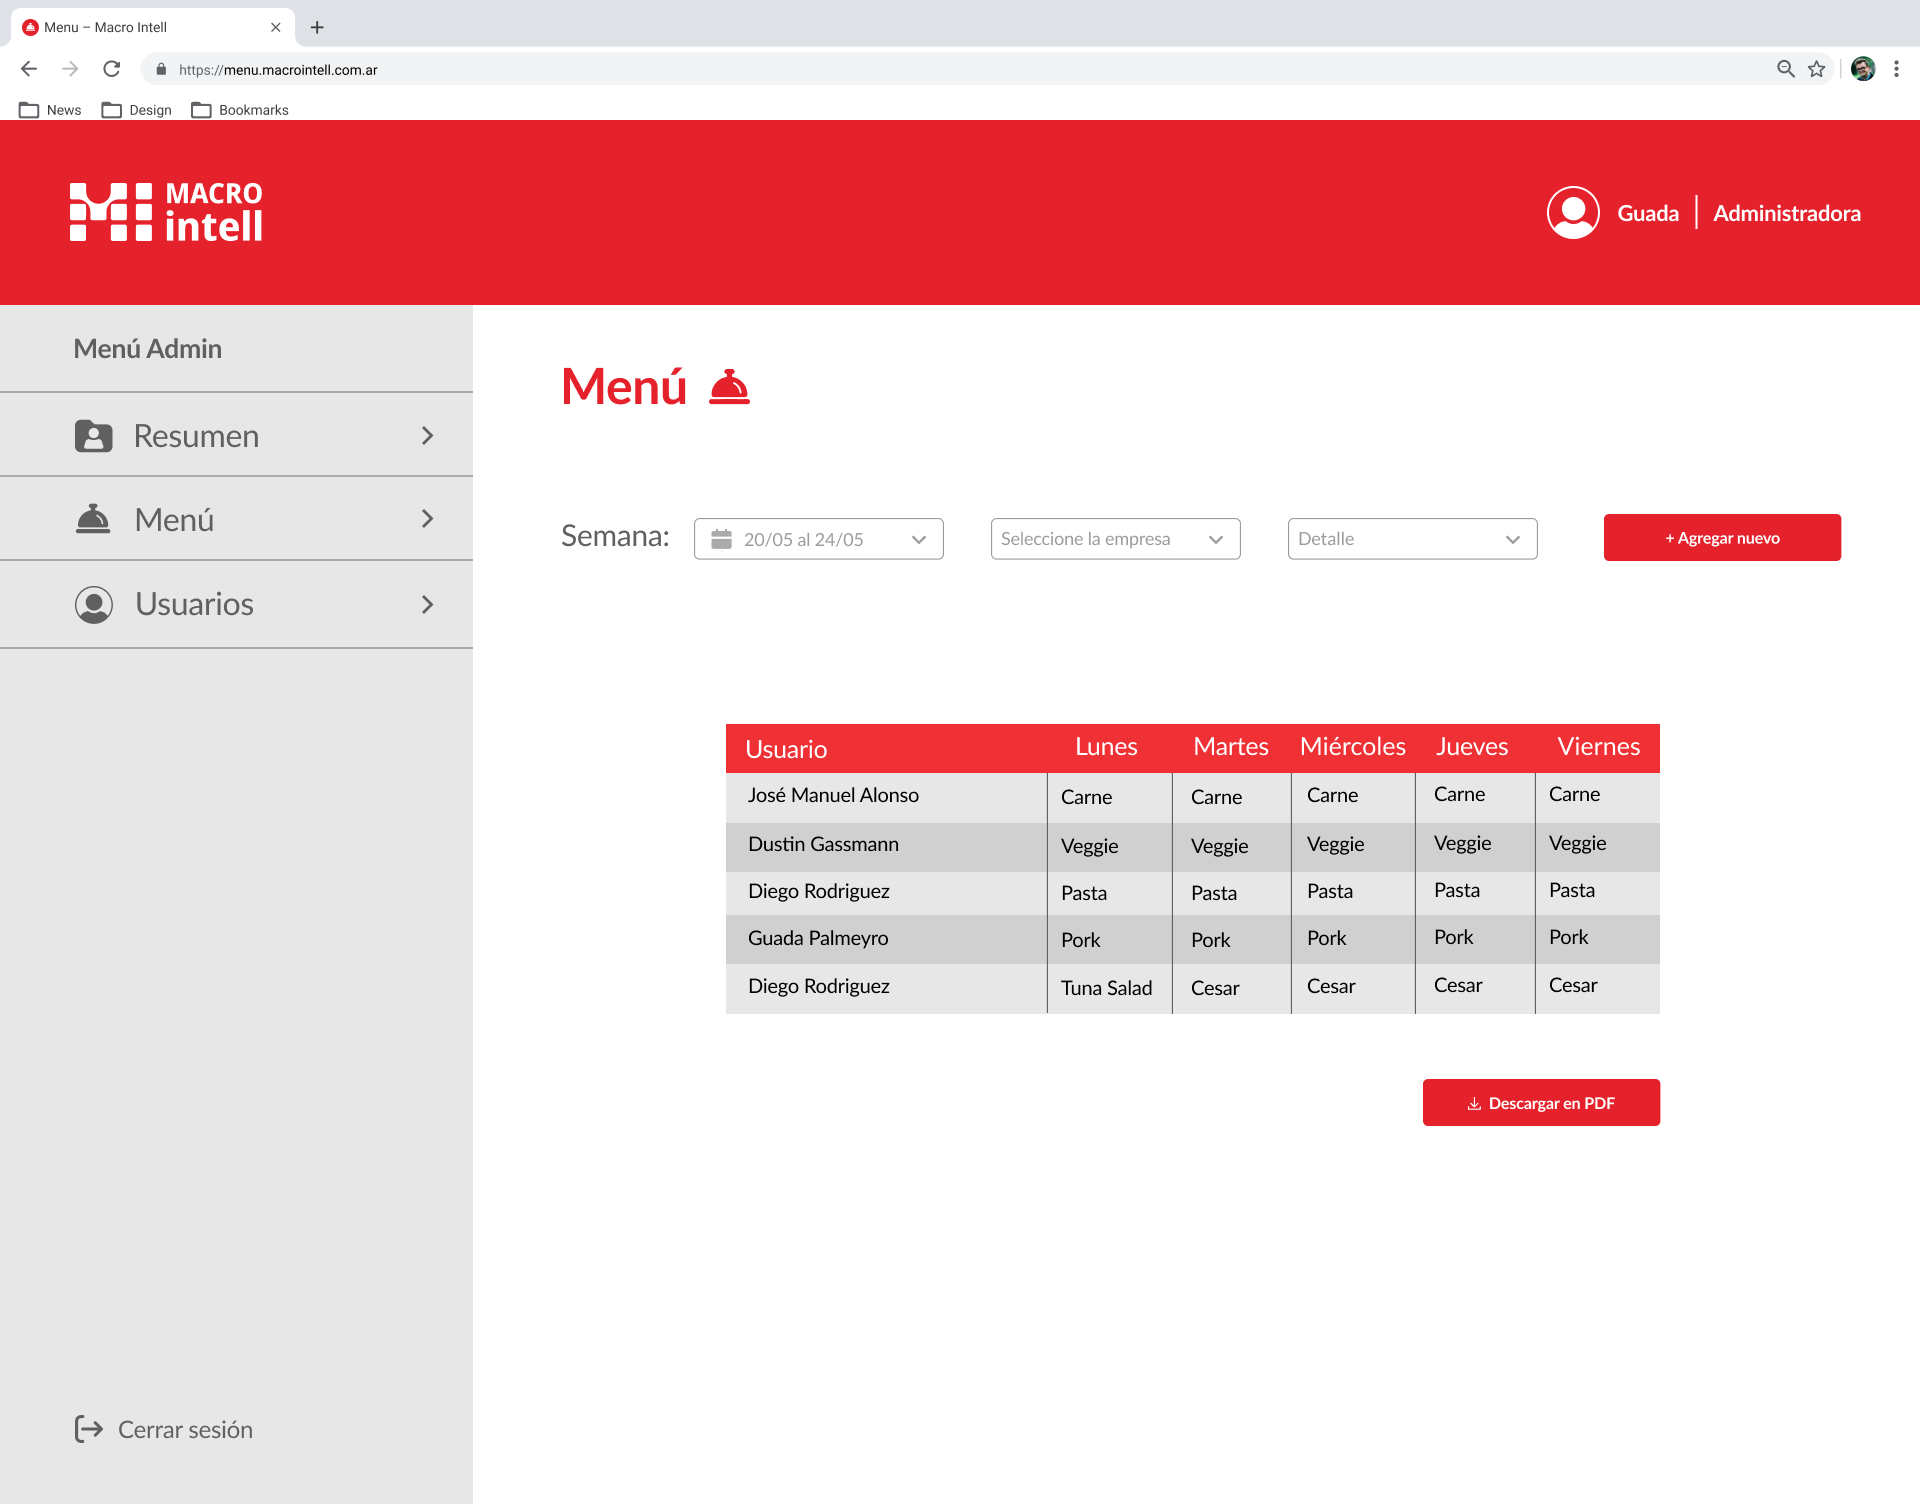 Menu – Macro Intell
https://menu.macrointell.com.ar
News Design Bookmarks
MACRO
intell
Guada | Administradora
Menú Admin
Resumen
Menú
Usuarios
Cerrar sesión
Menú
Semana: 20/05 al 24/05 Seleccione la empresa Detalle + Agregar nuevo
Usuario Lunes Martes Miércoles Jueves Viernes
José Manuel Alonso Carne Carne Carne Carne Carne
Dustin Gassmann Veggie Veggie Veggie Veggie Veggie
Diego Rodriguez Pasta Pasta Pasta Pasta Pasta
Guada Palmeyro Pork Pork Pork Pork Pork
Diego Rodriguez Tuna Salad Cesar Cesar Cesar Cesar
Descargar en PDF